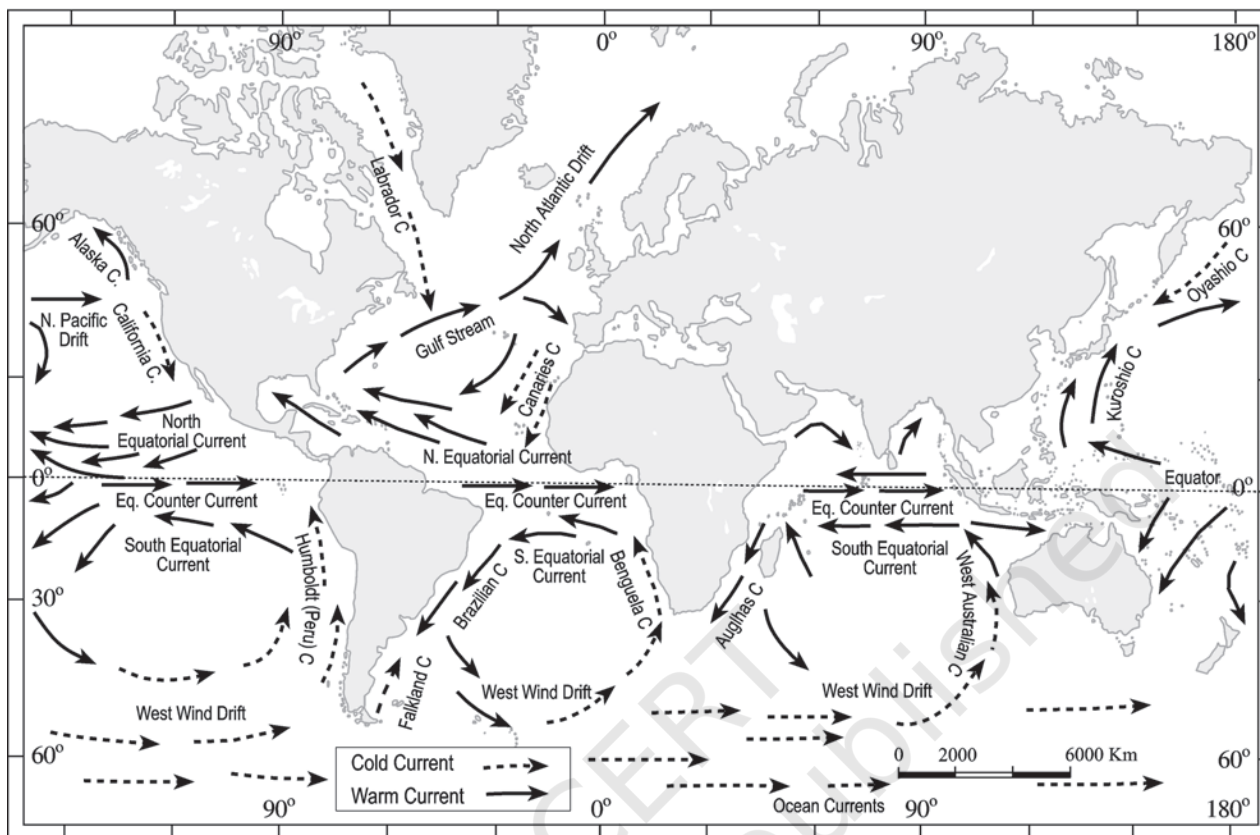 90º
0º
90º
180º
Labrador C
North Atlantic Drift
60º
60º
Alaska C.
Oyashio C
N. Pacific
Drift
California C.
Gulf Stream
Canaries C
Kuroshio C
North
Equatorial Current
N. Equatorial Current
Equator
0º
0º
Eq. Counter Current
Eq. Counter Current
Eq. Counter Current
South Equatorial
Current
Humboldt (Peru) C
S. Equatorial
Current
Brazilian C
Benguela C
South Equatorial
Current
West Australian C
30º
Auglhas C
Falkland C
West Wind Drift
West Wind Drift
West Wind Drift
60º
60º
Cold Current
Warm Current
0 2000 6000 Km
Ocean Currents
90º
0º
90º
180º